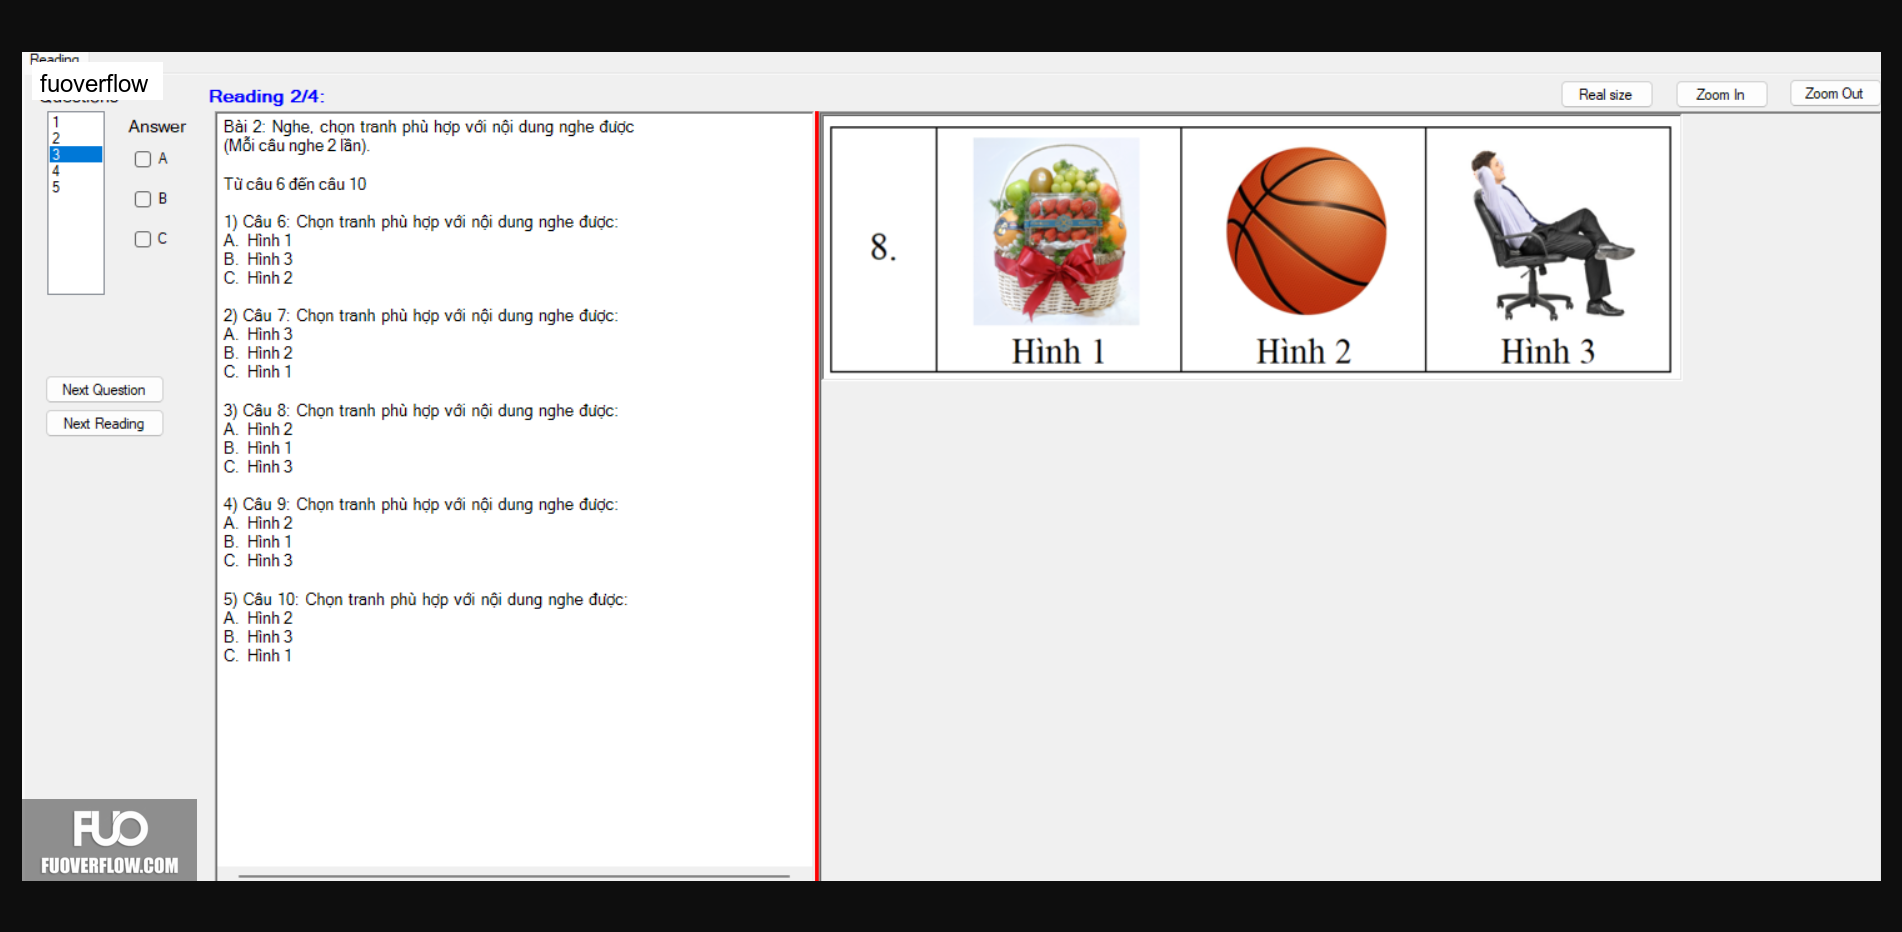 Reading
fuoverflow
Questions
Reading 2/4:
Real size
Zoom In
Zoom Out
1
2
3
4
5
Answer
A
B
C
Next Question
Next Reading
Bài 2: Nghe, chọn tranh phù hợp với nội dung nghe được
(Mỗi câu nghe 2 lần).
Từ câu 6 đến câu 10
1) Câu 6: Chọn tranh phù hợp với nội dung nghe được:
A. Hình 1
B. Hình 3
C. Hình 2
2) Câu 7: Chọn tranh phù hợp với nội dung nghe được:
A. Hình 3
B. Hình 2
C. Hình 1
3) Câu 8: Chọn tranh phù hợp với nội dung nghe được:
A. Hình 2
B. Hình 1
C. Hình 3
4) Câu 9: Chọn tranh phù hợp với nội dung nghe được:
A. Hình 2
B. Hình 1
C. Hình 3
5) Câu 10: Chọn tranh phù hợp với nội dung nghe được:
A. Hình 2
B. Hình 3
C. Hình 1
8.
Hình 1
Hình 2
Hình 3
FUO
FUOVERFLOW.COM